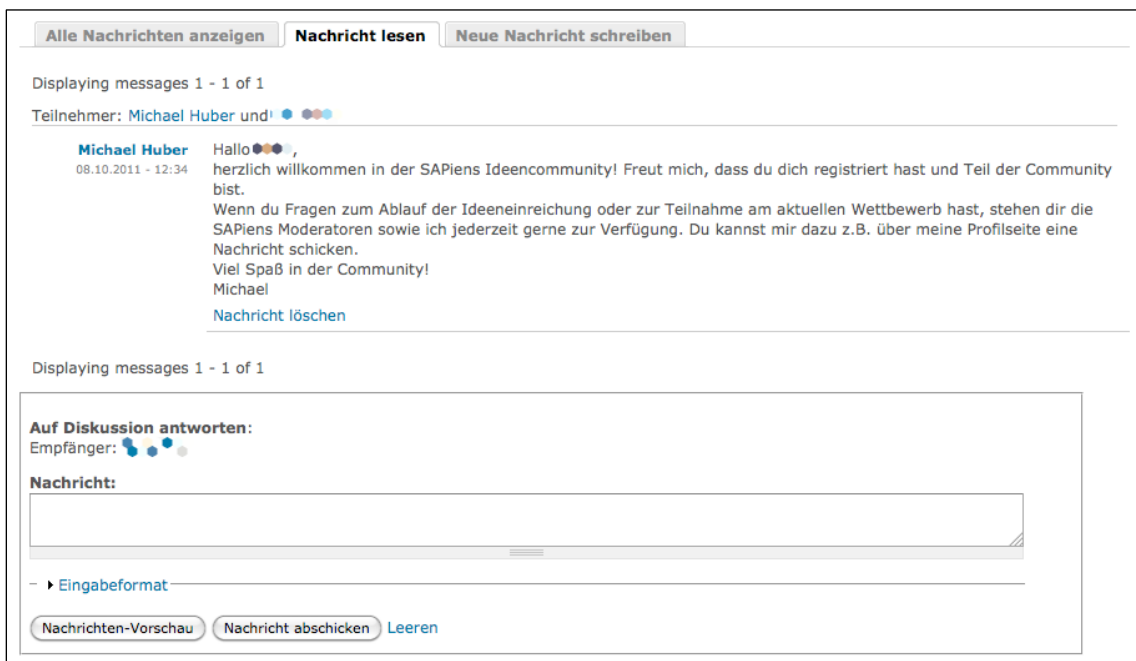 Alle Nachrichten anzeigen Nachricht lesen Neue Nachricht schreiben
Displaying messages 1 - 1 of 1
Teilnehmer: Michael Huber und
Michael Huber Hallo ,
08.10.2011 - 12:34 herzlich willkommen in der SAPiens Ideencommunity! Freut mich, dass du dich registriert hast und Teil der Community
bist.
Wenn du Fragen zum Ablauf der Ideeneinreichung oder zur Teilnahme am aktuellen Wettbewerb hast, stehen dir die
SAPiens Moderatoren sowie ich jederzeit gerne zur Verfügung. Du kannst mir dazu z.B. über meine Profilseite eine
Nachricht schicken.
Viel Spaß in der Community!
Michael
Nachricht löschen
Displaying messages 1 - 1 of 1
Auf Diskussion antworten:
Empfänger:
Nachricht:
Eingabeformat
Nachrichten-Vorschau Nachricht abschicken Leeren